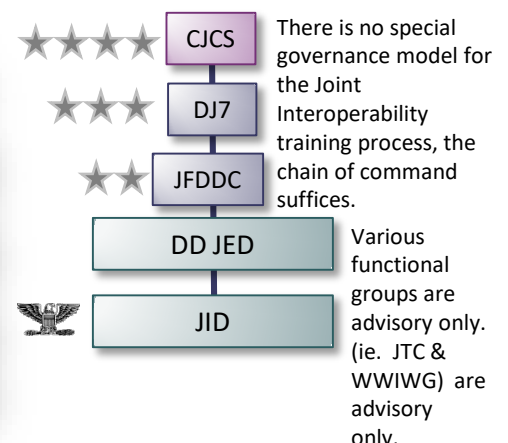 CJCS
There is no special
governance model for
the Joint
Interoperability
training process, the
chain of command
suffices.
DJ7
JFDDC
DD JED
Various
functional
groups are
advisory only.
(ie. JTC &
WWIWG) are
advisory
only.
JID